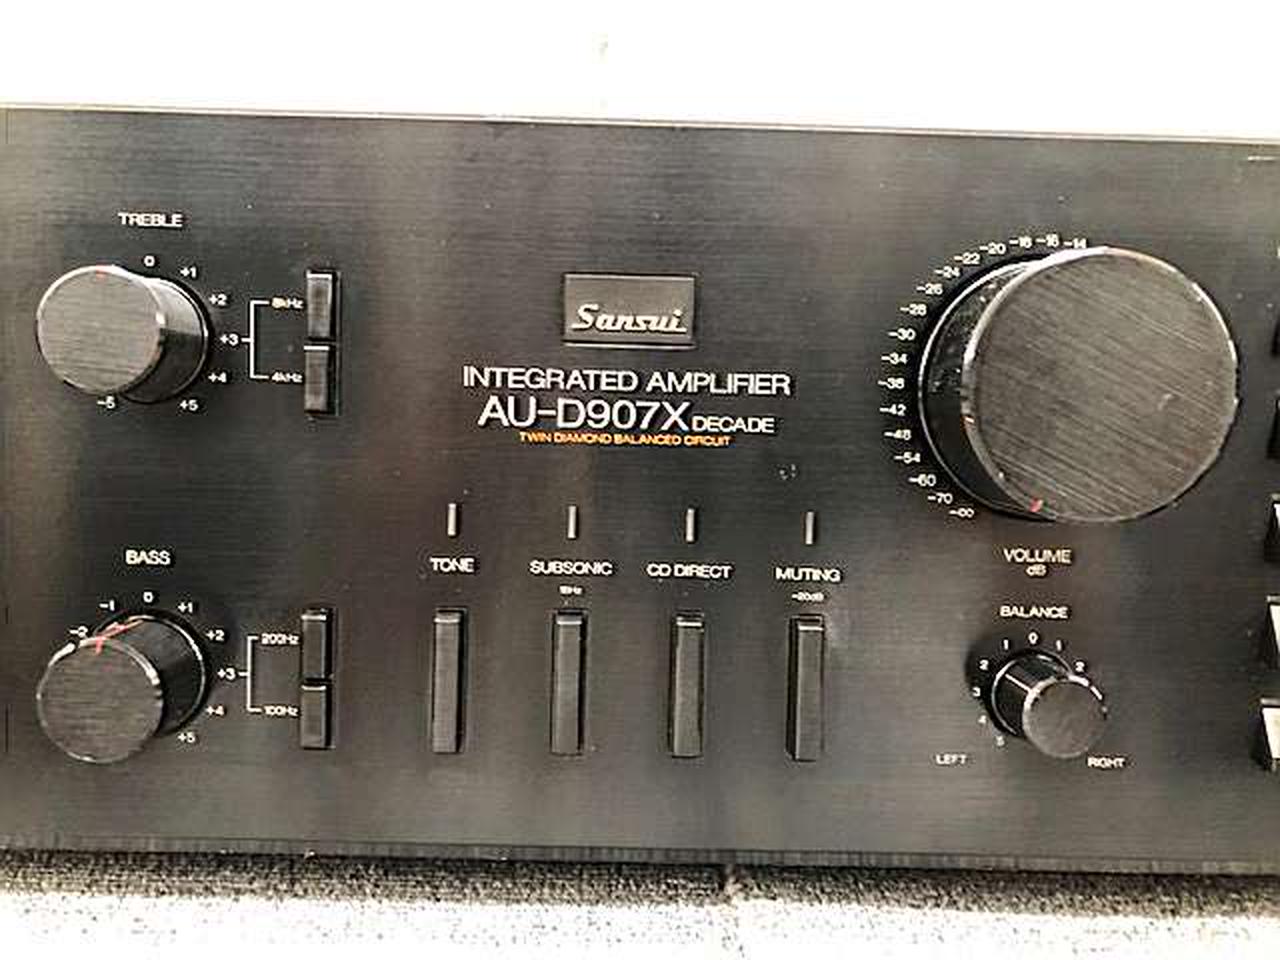 TREBLE
0
+1
+2
+3
+4
+5
-5
8kHz
4kHz
Sansui
INTEGRATED AMPLIFIER
AU-D907X DECADE
TWIN DIAMOND BALANCED CIRCUIT
-14
-16
-18
-20
-22
-24
-26
-28
-30
-34
-38
-42
-48
-54
-60
-70
-∞
VOLUME
dB
BASS
-2
-1
0
+1
+2
+3
+4
+5
200Hz
100Hz
TONE
SUBSONIC
16Hz
CD DIRECT
MUTING
-20dB
BALANCE
5
4
3
2
1
0
1
2
LEFT
RIGHT